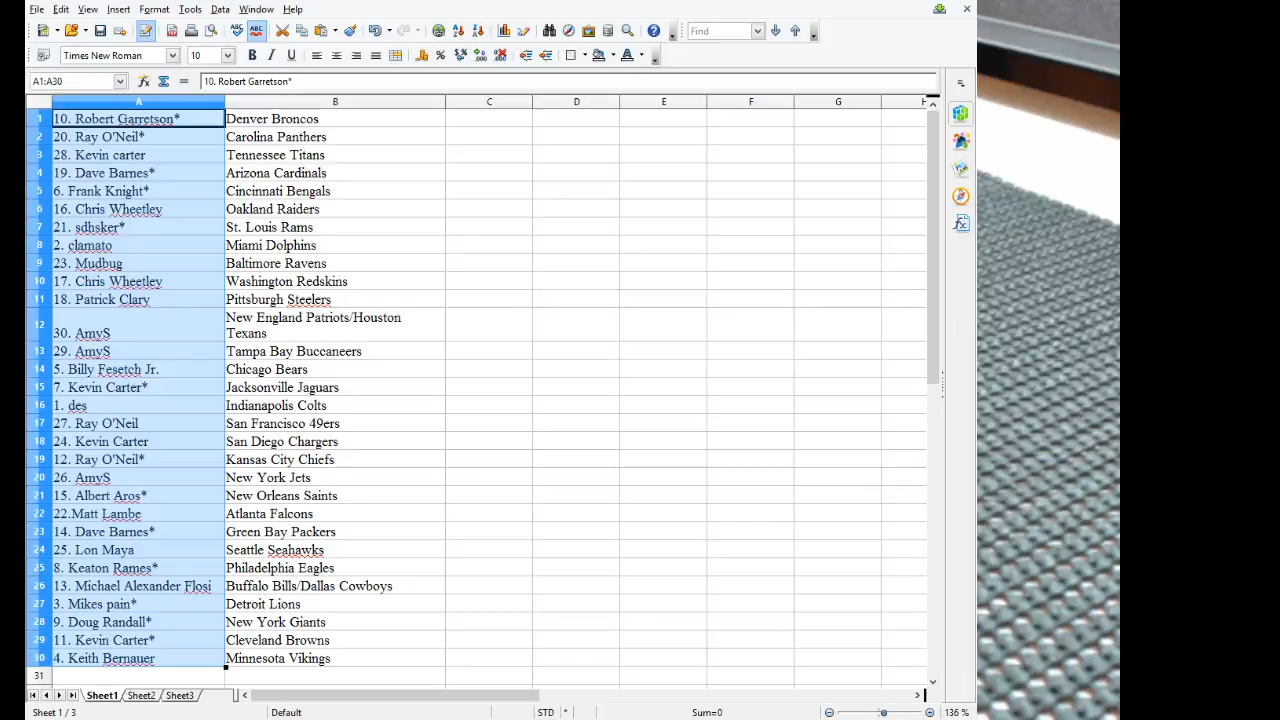 File Edit View Insert Format Tools Data Window Help
Find
Times New Roman 10
A1:A30 10. Robert Garretson*
A B C D E F G H
1 10. Robert Garretson* Denver Broncos
2 20. Ray O'Neil* Carolina Panthers
3 28. Kevin carter Tennessee Titans
4 19. Dave Barnes* Arizona Cardinals
5 6. Frank Knight* Cincinnati Bengals
6 16. Chris Wheetley Oakland Raiders
7 21. sdhsker* St. Louis Rams
8 2. clamato Miami Dolphins
9 23. Mudbug Baltimore Ravens
10 17. Chris Wheetley Washington Redskins
11 18. Patrick Clary Pittsburgh Steelers
New England Patriots/Houston
12 30. AmyS Texans
13 29. AmyS Tampa Bay Buccaneers
14 5. Billy Fesetch Jr. Chicago Bears
15 7. Kevin Carter* Jacksonville Jaguars
16 1. des Indianapolis Colts
17 27. Ray O'Neil San Francisco 49ers
18 24. Kevin Carter San Diego Chargers
19 12. Ray O'Neil* Kansas City Chiefs
20 26. AmyS New York Jets
21 15. Albert Aros* New Orleans Saints
22 22.Matt Lambe Atlanta Falcons
23 14. Dave Barnes* Green Bay Packers
24 25. Lon Maya Seattle Seahawks
25 8. Keaton Rames* Philadelphia Eagles
26 13. Michael Alexander Flosi Buffalo Bills/Dallas Cowboys
27 3. Mikes pain* Detroit Lions
28 9. Doug Randall* New York Giants
29 11. Kevin Carter* Cleveland Browns
30 4. Keith Bernauer Minnesota Vikings
31
Sheet1 Sheet2 Sheet3
Sheet 1 / 3 Default STD * Sum=0 136 %